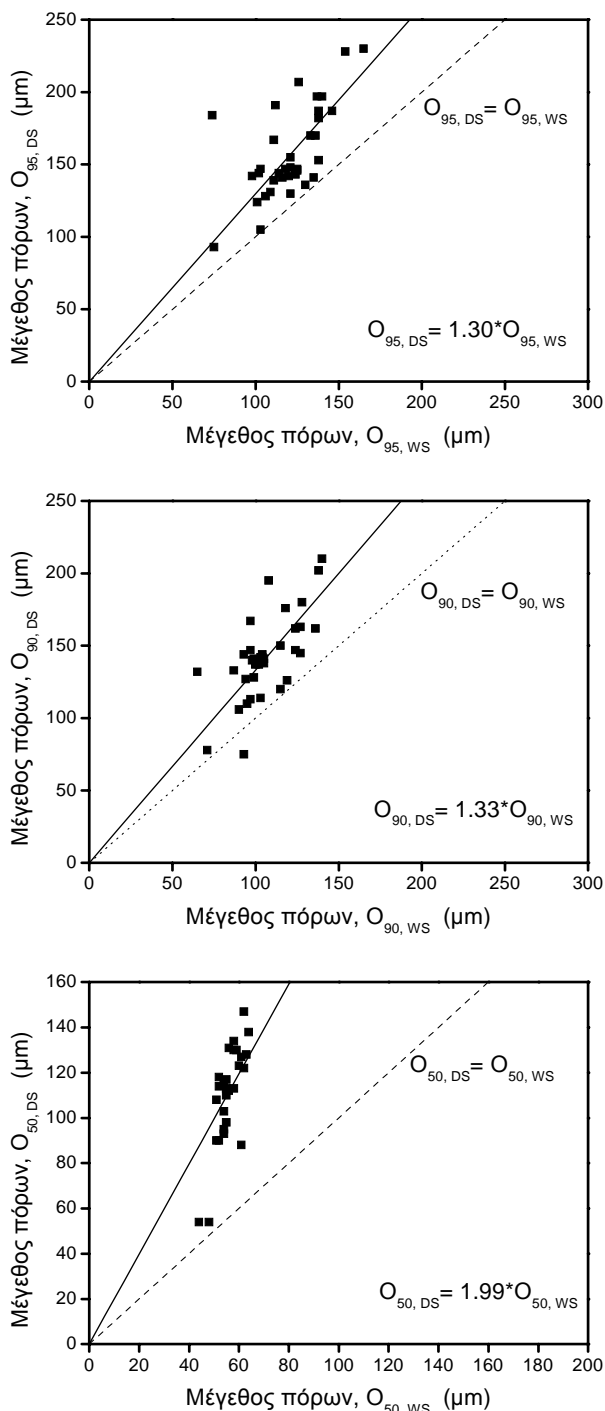 250
200
150
100
50
0
Μέγεθος πόρων, O95, DS (μm)
O95, DS= O95, WS
O95, DS= 1.30*O95, WS
0 50 100 150 200 250 300
Μέγεθος πόρων, O95, WS (μm)
250
200
150
100
50
0
Μέγεθος πόρων, O90, DS (μm)
O90, DS= O90, WS
O90, DS= 1.33*O90, WS
0 50 100 150 200 250 300
Μέγεθος πόρων, O90, WS (μm)
160
140
120
100
80
60
40
20
0
Μέγεθος πόρων, O50, DS (μm)
O50, DS= O50, WS
O50, DS=1.99*O50, WS
0 20 40 60 80 100 120 140 160 180 200
Μέγεθος πόρων, O50, WS (μm)